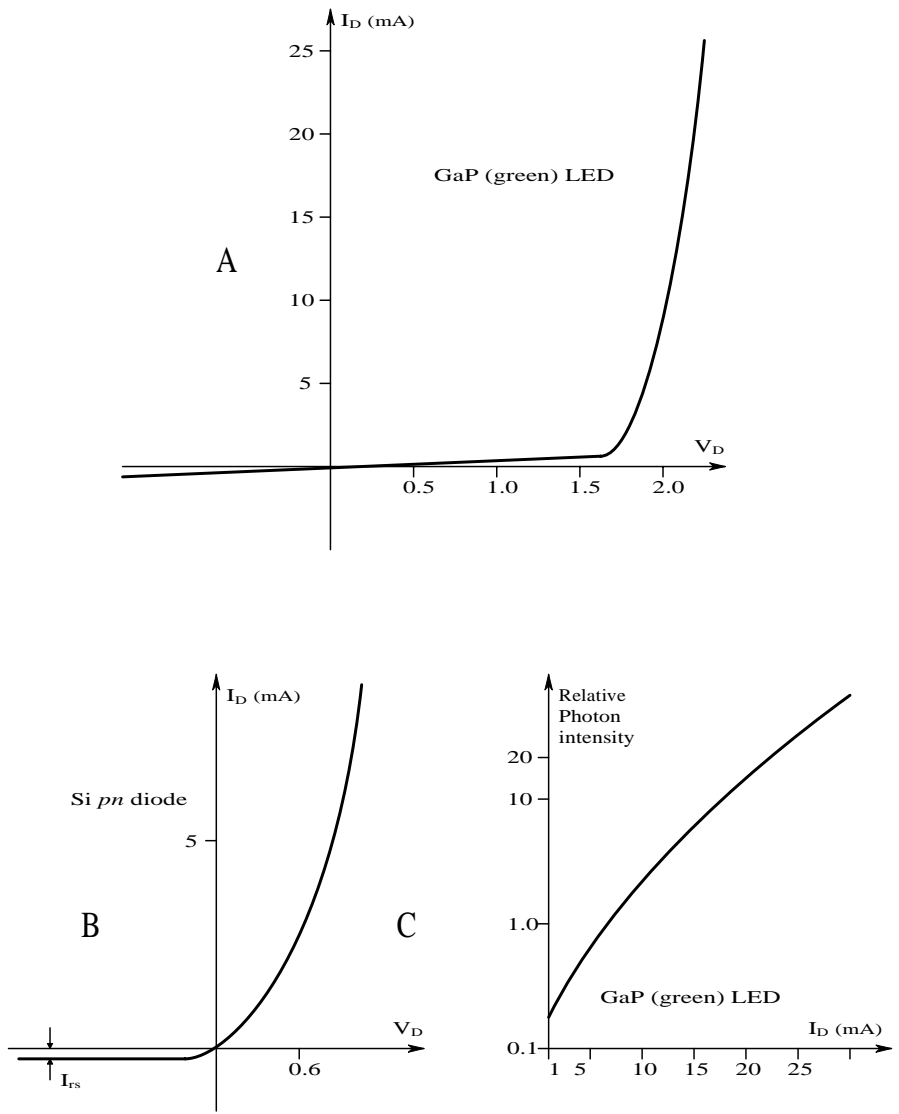 I_D (mA)
25
20
GaP (green) LED
15
A
10
5
V_D
0.5 1.0 1.5 2.0
I_D (mA)
Si pn diode
5
B
V_D
0.6
I_rs
C
Relative
Photon
intensity
20
10
1.0
GaP (green) LED
I_D (mA)
0.1
1 5 10 15 20 25